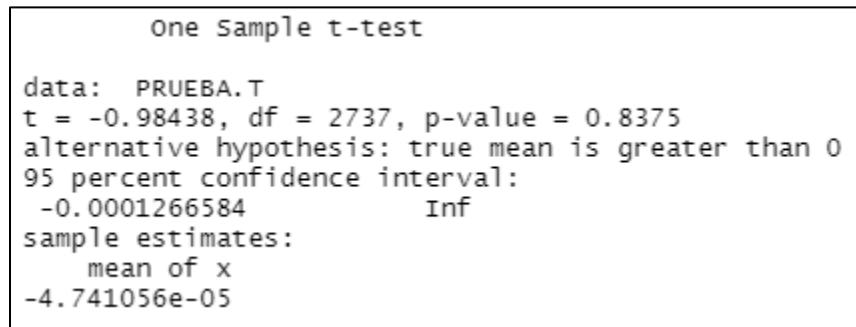 One Sample t-test
data: PRUEBA.T
t = -0.98438, df = 2737, p-value = 0.8375
alternative hypothesis: true mean is greater than 0
95 percent confidence interval:
-0.0001266584 Inf
sample estimates:
mean of x
-4.741056e-05